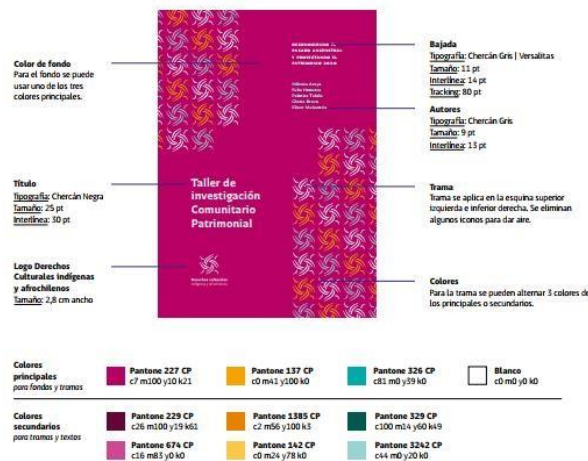 Color de fondo
Para el fondo se puede
usar uno de los tres
colores principales.
Título
Tipografía: Chercán Negra
Tamaño: 25 pt
Interlínea: 30 pt
Logo Derechos
Culturales indígenas
y afrochilenos
Tamaño: 2,8 cm ancho
Taller de
investigación
Comunitario
Patrimonial
Bajada
Tipografía: Chercán Gris | Versalitas
Tamaño: 11 pt
Interlínea: 14 pt
Tracking: 80 pt
Autores
Tipografía: Chercán Gris
Tamaño: 9 pt
Interlínea: 13 pt
Trama
Trama se aplica en la esquina superior
izquierda e inferior derecha. Se eliminan
algunos iconos para dar aire.
Colores
Para la trama se pueden alternar 3 colores de
los principales o secundarios.
Colores
principales
para fondos y tramas
Pantone 227 CP
c7 m100 y10 k21
Pantone 137 CP
c0 m41 y100 k0
Pantone 326 CP
c81 m0 y39 k0
Blanco
c0 m0 y0 k0
Colores
secundarios
para tramas y textos
Pantone 229 CP
c26 m100 y19 k61
Pantone 1385 CP
c2 m56 y100 k3
Pantone 329 CP
c100 m14 y60 k49
Pantone 674 CP
c16 m83 y0 k0
Pantone 142 CP
c0 m24 y78 k0
Pantone 3242 CP
c44 m0 y20 k0